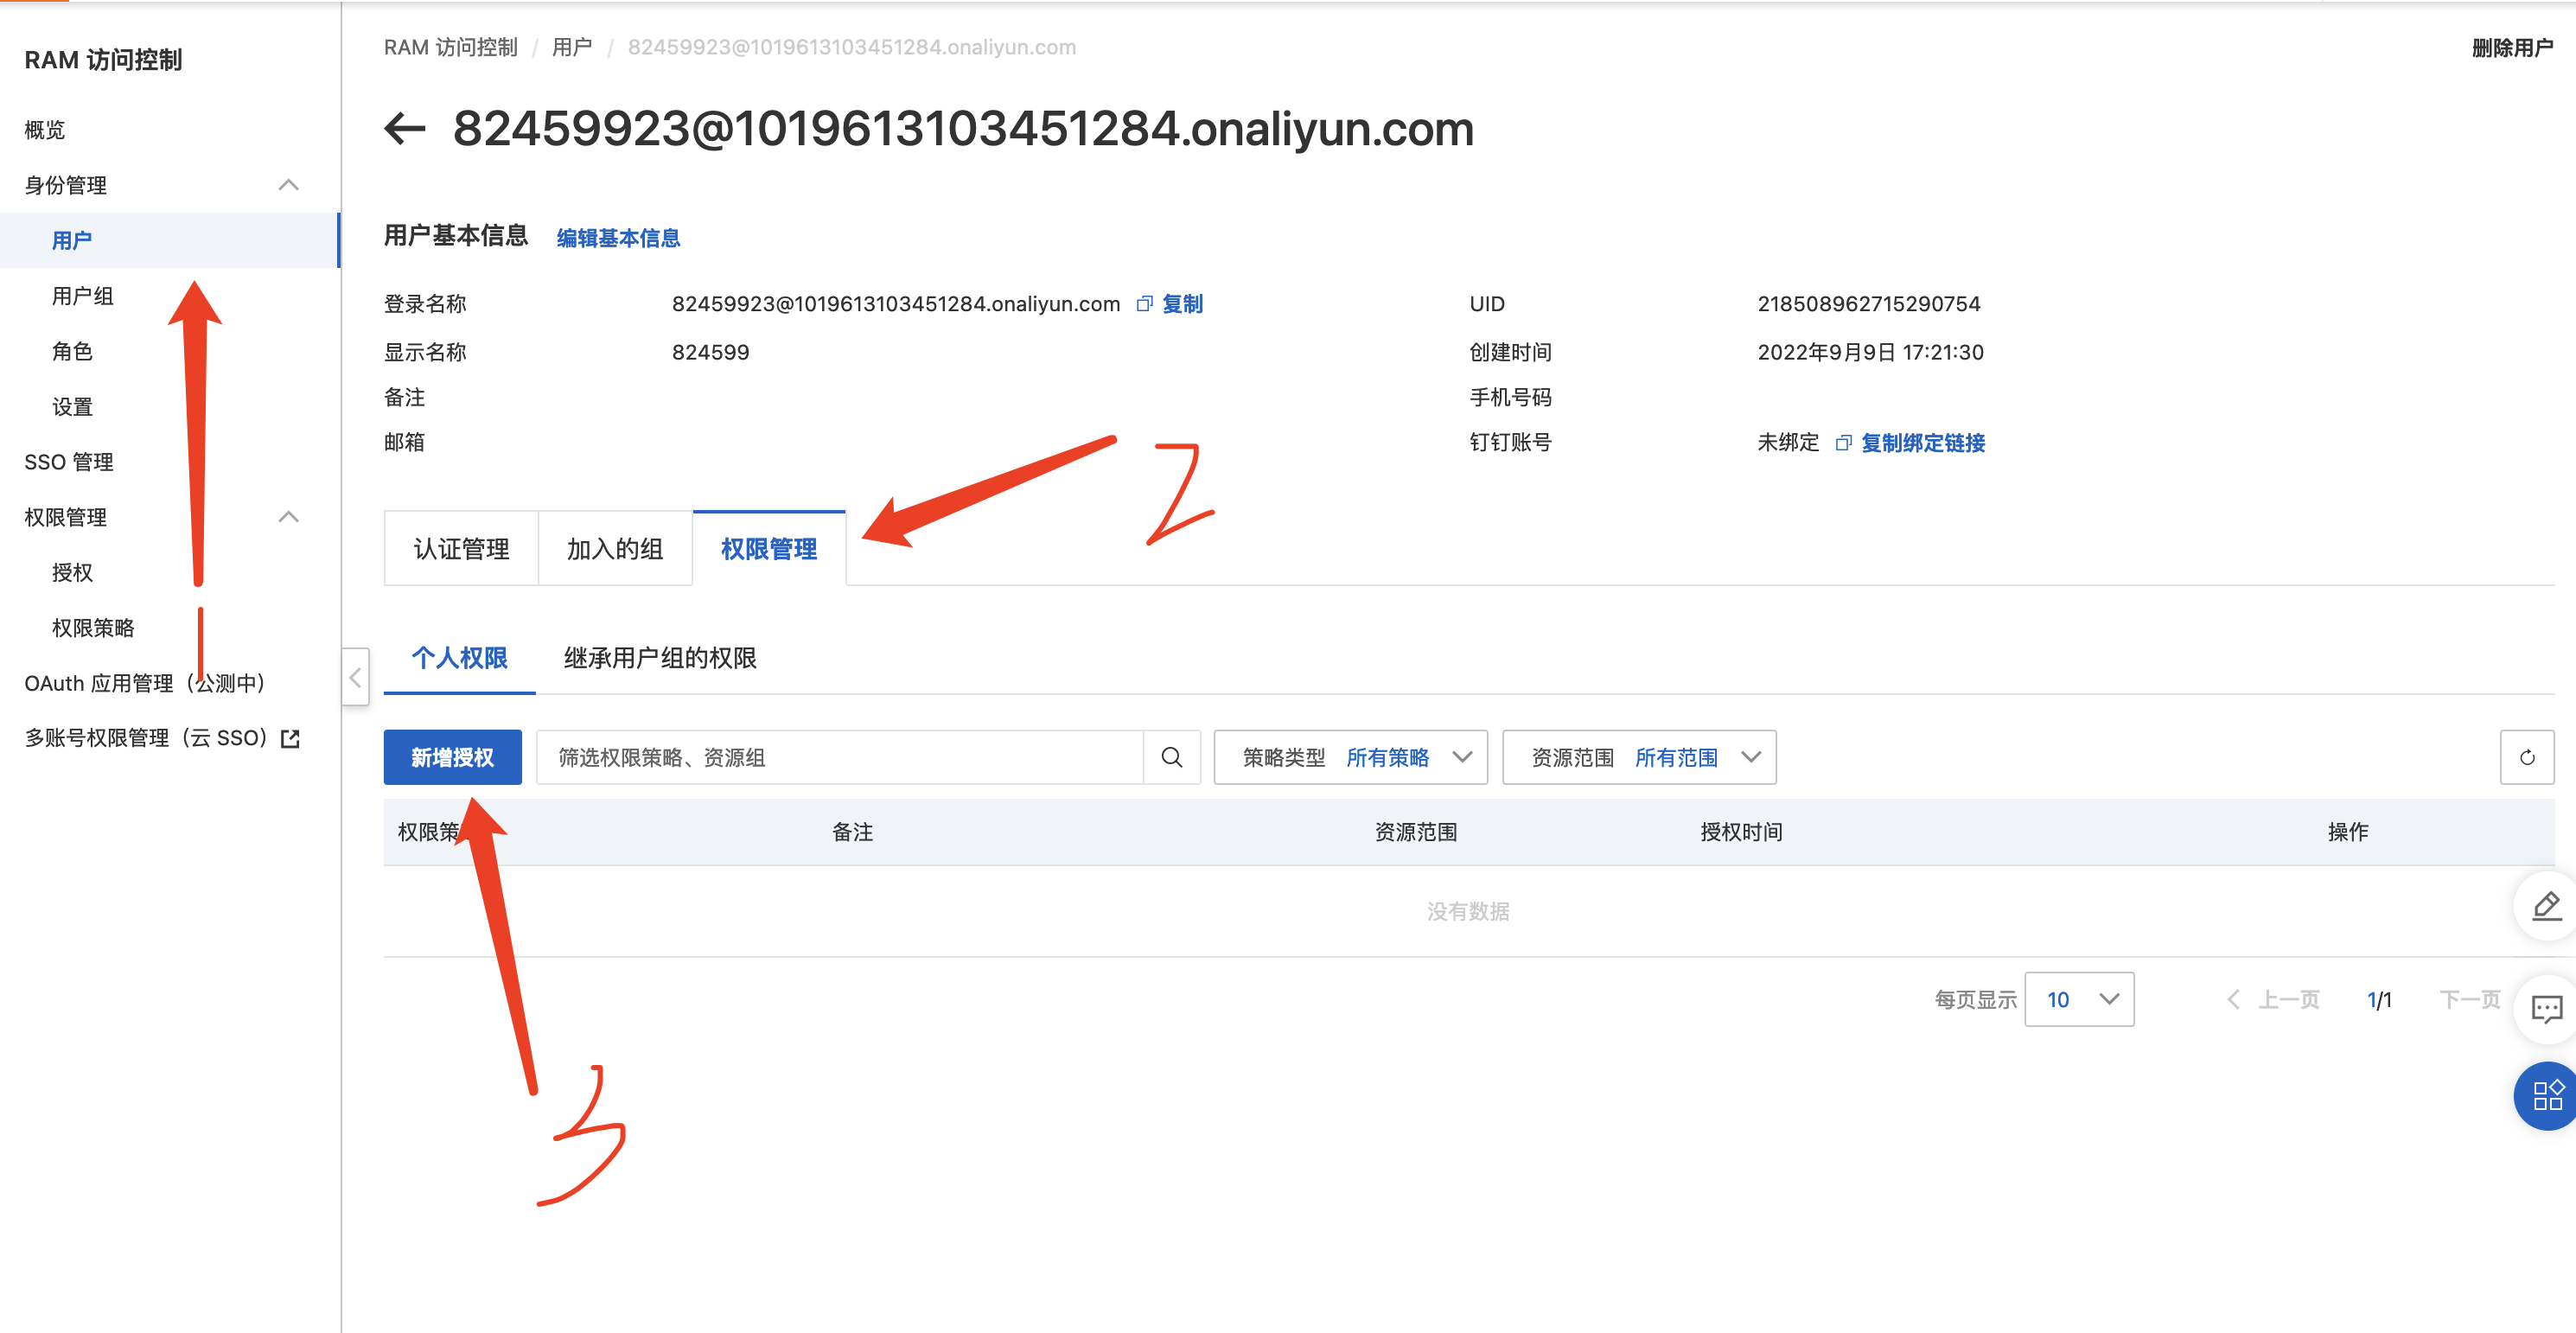 RAM 访问控制
概览
身份管理
用户
用户组
角色
设置
SSO 管理
权限管理
授权
权限策略
OAuth 应用管理（公测中）
多账号权限管理（云 SSO）
1
RAM 访问控制 / 用户 / 82459923@1019613103451284.onaliyun.com
删除用户
82459923@1019613103451284.onaliyun.com
用户基本信息 编辑基本信息
登录名称 82459923@1019613103451284.onaliyun.com 复制 UID 218508962715290754
显示名称 824599 创建时间 2022年9月9日 17:21:30
备注 手机号码
邮箱 钉钉账号 未绑定 复制绑定链接
2
认证管理 加入的组 权限管理
个人权限 继承用户组的权限
新增授权 筛选权限策略、资源组 策略类型 所有策略 资源范围 所有范围
权限策 备注 资源范围 授权时间 操作
没有数据
每页显示 10 上一页 1/1 下一页
3